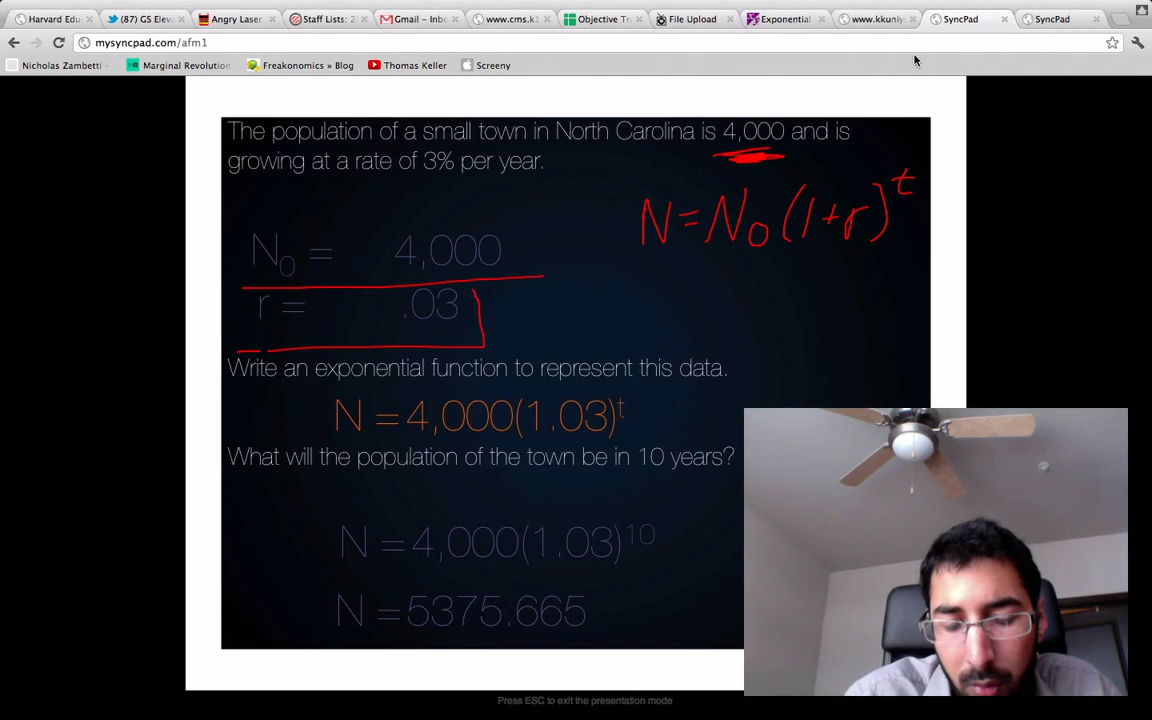 Harvard Edu
(87) GS Elev
Angry Laser
Staff Lists: 2
Gmail - Inbo
www.cms.k1
Objective Tr
File Upload
Exponential
www.kkuniy
SyncPad
SyncPad
mysyncpad.com/afm1
Nicholas Zambetti -
Marginal Revolution
Freakonomics » Blog
Thomas Keller
Screeny
The population of a small town in North Carolina is 4,000 and is
growing at a rate of 3% per year.
N=N₀(1+r)ᵗ
N₀ = 4,000
r = .03
Write an exponential function to represent this data.
N =4,000(1.03)ᵗ
What will the population of the town be in 10 years?
N =4,000(1.03)¹⁰
N =5375.665
Press ESC to exit the presentation mode